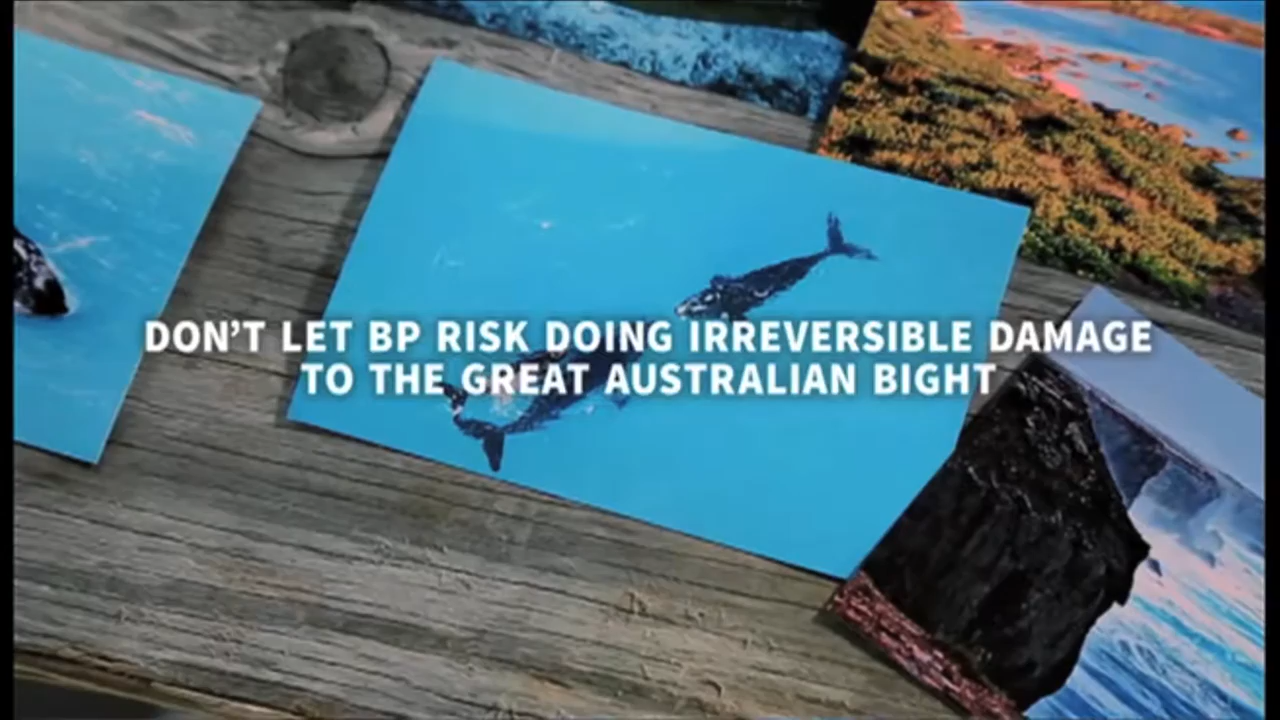 DON'T LET BP RISK DOING IRREVERSIBLE DAMAGE
TO THE GREAT AUSTRALIAN BIGHT